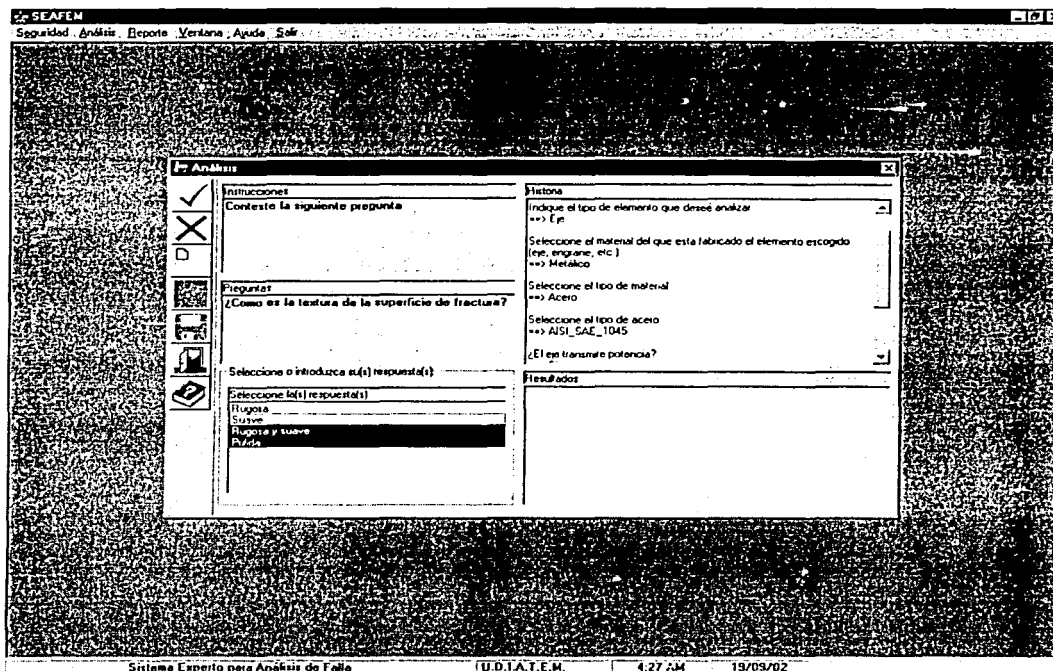 SEAFEM
Seguridad Análisis Reporte Ventana Ayuda Salir
Análisis
Instrucciones
Conteste la siguiente pregunta
Preguntas
¿Como es la textura de la superficie de fractura?
Seleccione o introduzca su(s) respuesta(s):
Seleccione la(s) respuesta(s)
Rugosa
Suave
Rugosa y suave
Pulida
Historia
Indique el tipo de elemento que deseé analizar
==> Eje
Seleccione el material del que esta fabricado el elemento escogido
(eje, engrane, etc.)
==> Metálico
Seleccione el tipo de material
==> Acero
Seleccione el tipo de acero
==> AISI_SAE_1045
¿El eje transmite potencia?
Resultados
Sistema Experto para Análisis de Falla
U.D.I.A.T.E.M.
4:27 AM
19/09/02